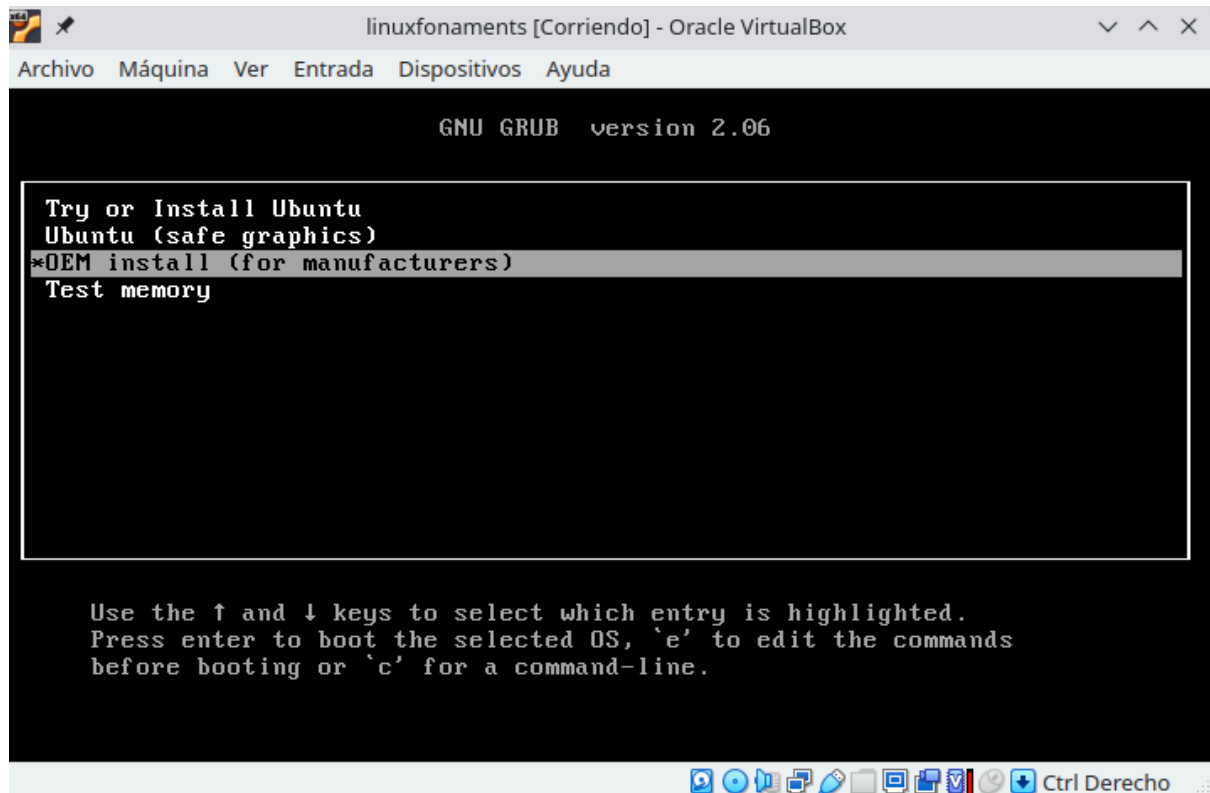 linuxfonaments [Corriendo] - Oracle VirtualBox
Archivo Máquina Ver Entrada Dispositivos Ayuda
GNU GRUB version 2.06
Try or Install Ubuntu
Ubuntu (safe graphics)
*OEM install (for manufacturers)
Test memory
Use the ↑ and ↓ keys to select which entry is highlighted.
Press enter to boot the selected OS, `e' to edit the commands
before booting or `c' for a command-line.
Ctrl Derecho